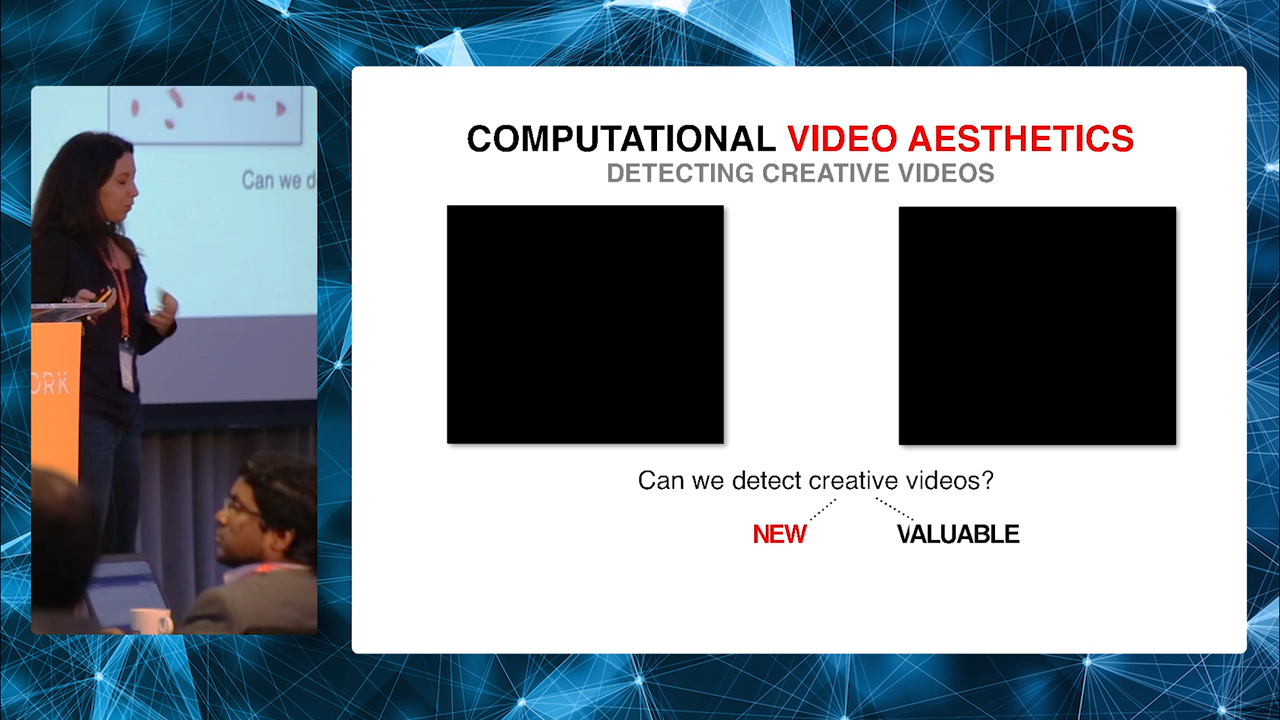 Can we d
ORK
COMPUTATIONAL VIDEO AESTHETICS
DETECTING CREATIVE VIDEOS
Can we detect creative videos?
NEW
VALUABLE